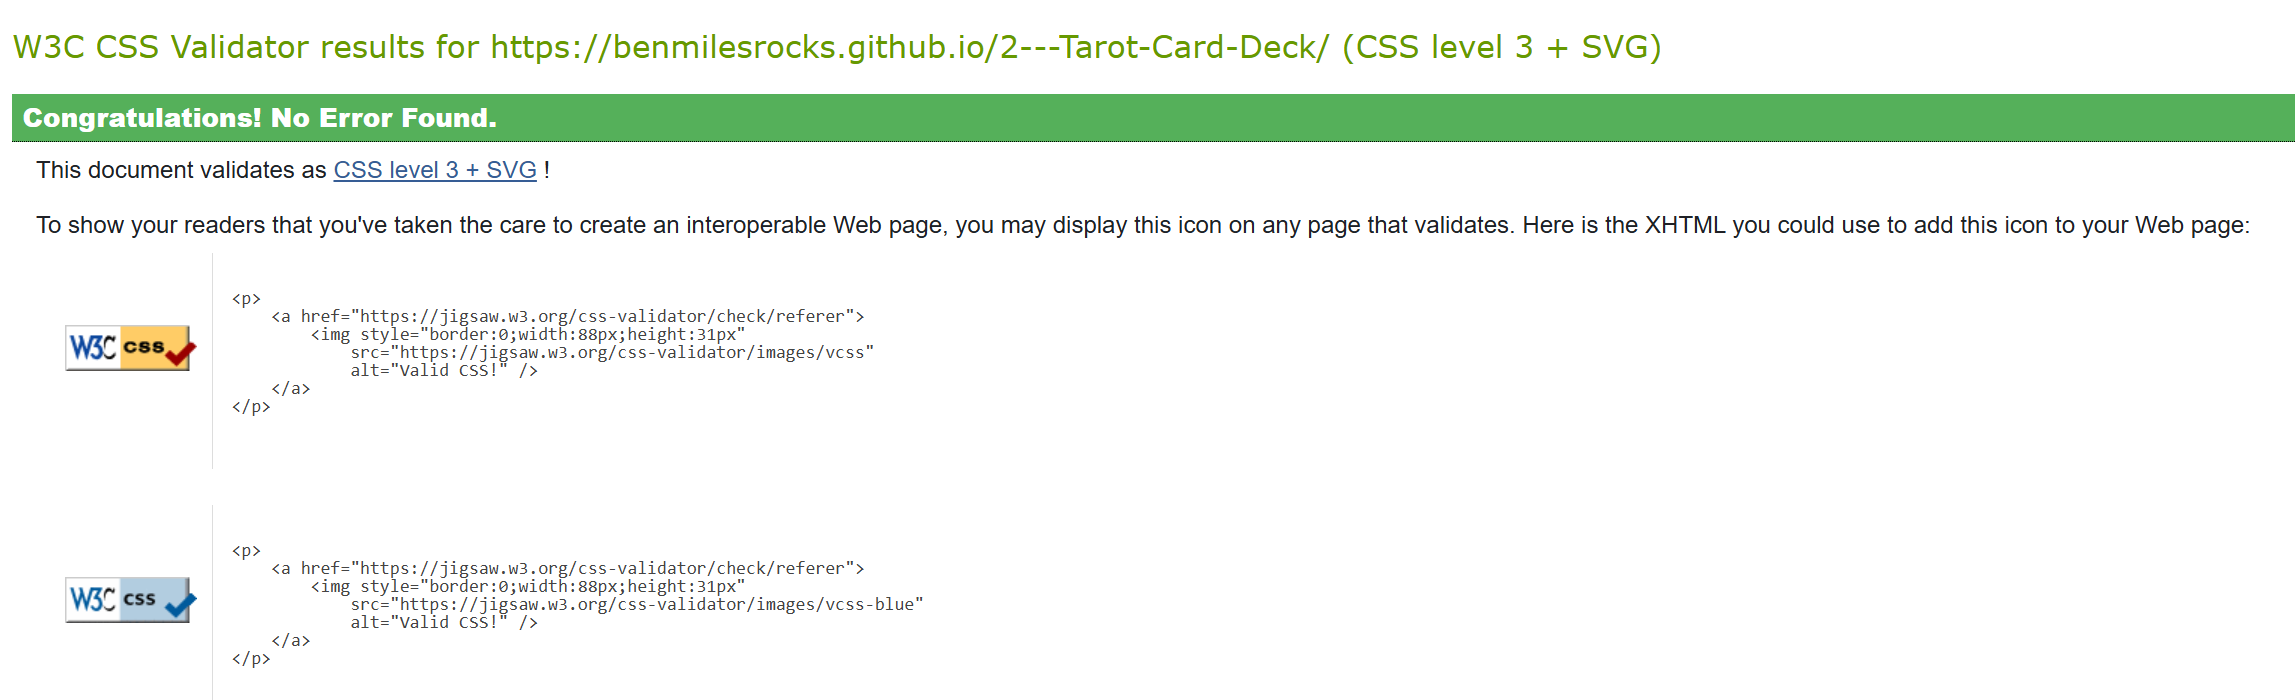 W3C CSS Validator results for https://benmilesrocks.github.io/2---Tarot-Card-Deck/ (CSS level 3 + SVG)
Congratulations! No Error Found.
This document validates as CSS level 3 + SVG !
To show your readers that you've taken the care to create an interoperable Web page, you may display this icon on any page that validates. Here is the XHTML you could use to add this icon to your Web page:
W3C css
<p>
<a href="https://jigsaw.w3.org/css-validator/check/referer">
<img style="border:0;width:88px;height:31px"
src="https://jigsaw.w3.org/css-validator/images/vcss"
alt="Valid CSS!" />
</a>
</p>
W3C css
<p>
<a href="https://jigsaw.w3.org/css-validator/check/referer">
<img style="border:0;width:88px;height:31px"
src="https://jigsaw.w3.org/css-validator/images/vcss-blue"
alt="Valid CSS!" />
</a>
</p>